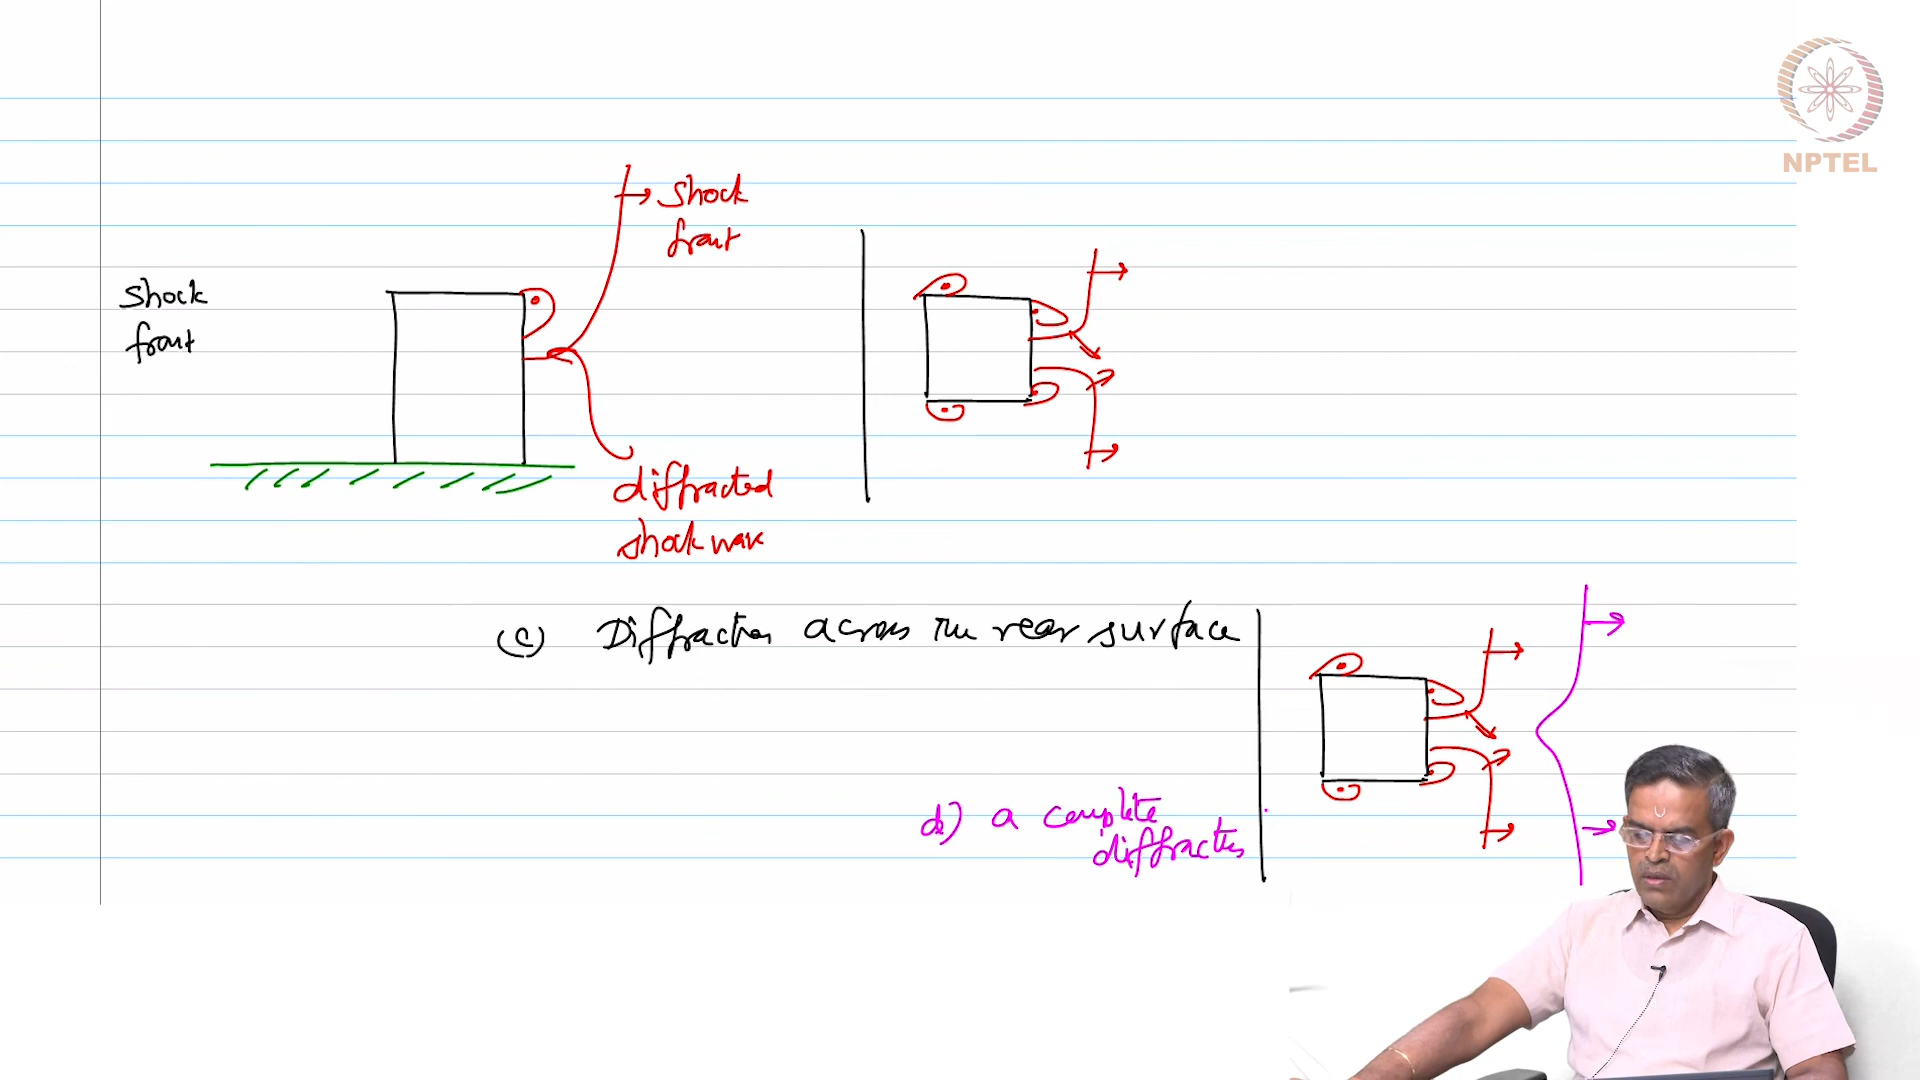 NPTEL
shock
front
shock
front
diffracted
shock wave
(c) Diffraction across the rear surface
d) a complete
diffraction